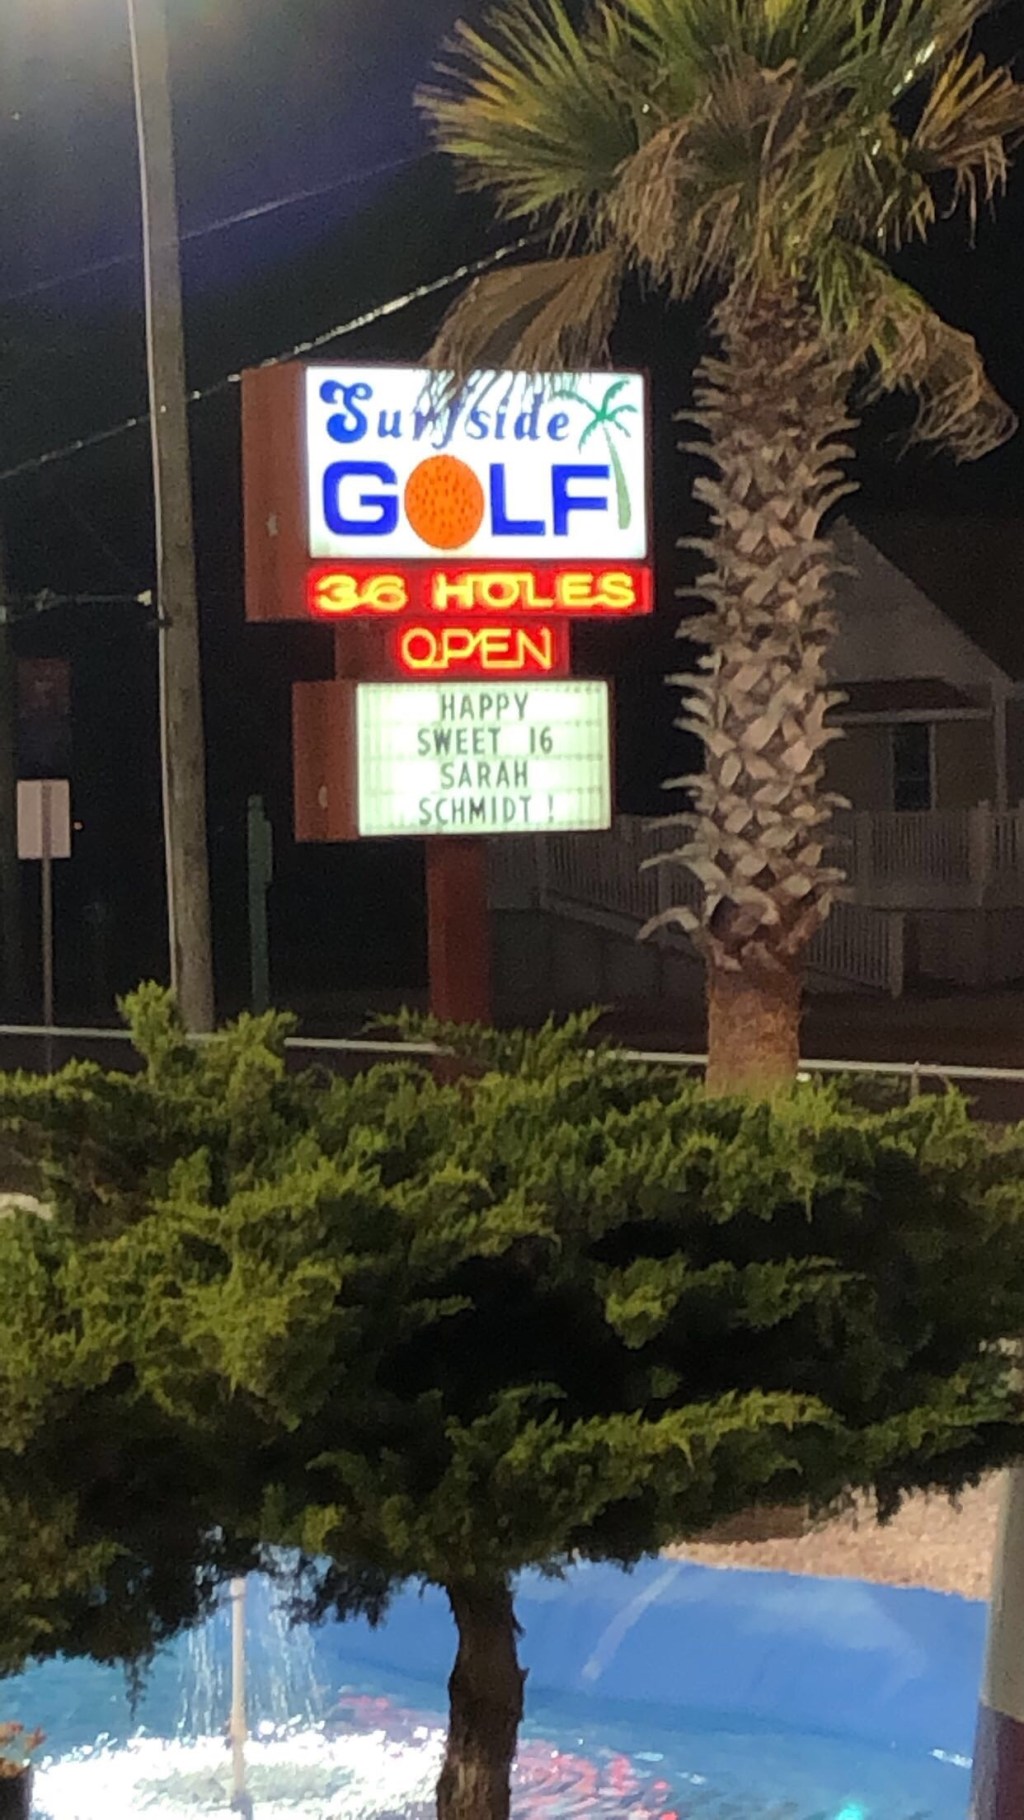 Surfside
GOLF
36 HOLES
OPEN
HAPPY
SWEET 16
SARAH
SCHMIDT !